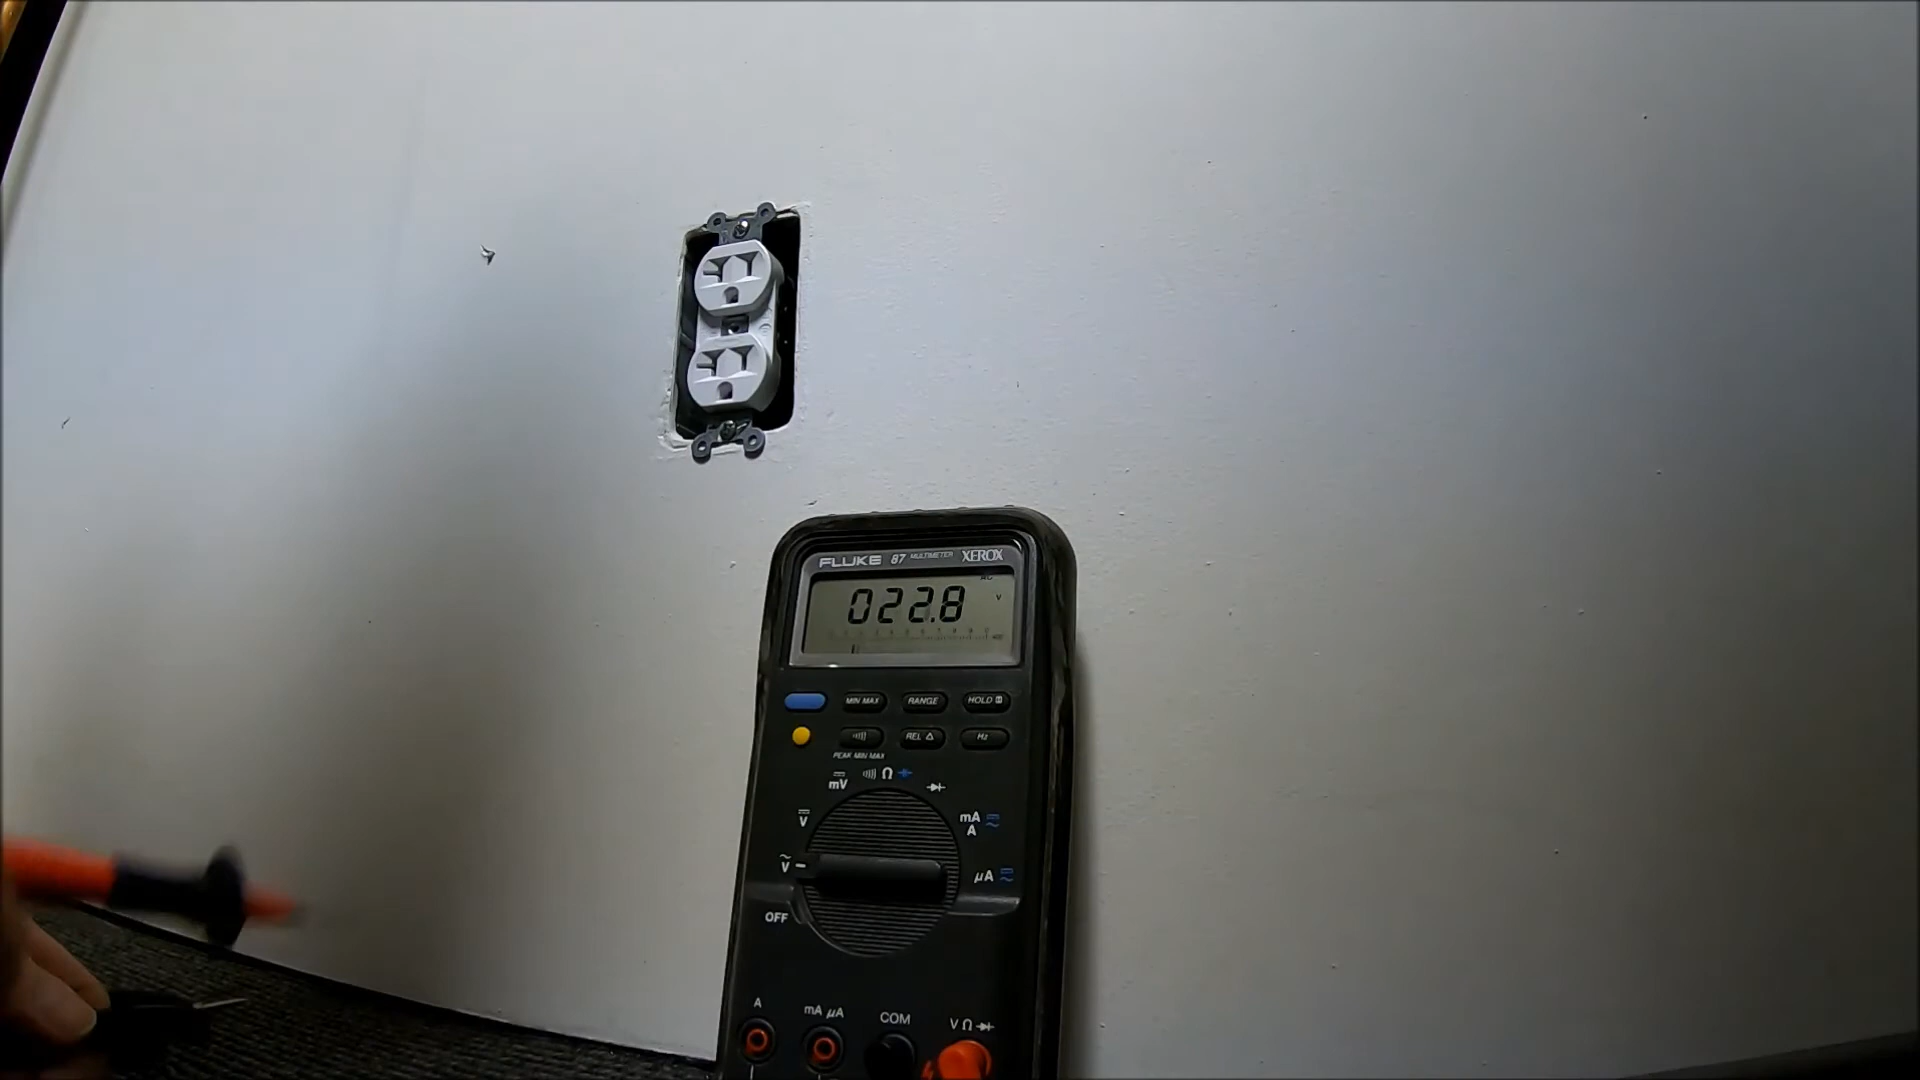 FLUKE 87 MULTIMETER XEROX
AC
022.8 V
MIN MAX RANGE HOLD H
REL Δ Hz
PEAK MIN MAX
mV Ω
V mA
A
V μA
OFF
A mA μA COM V Ω